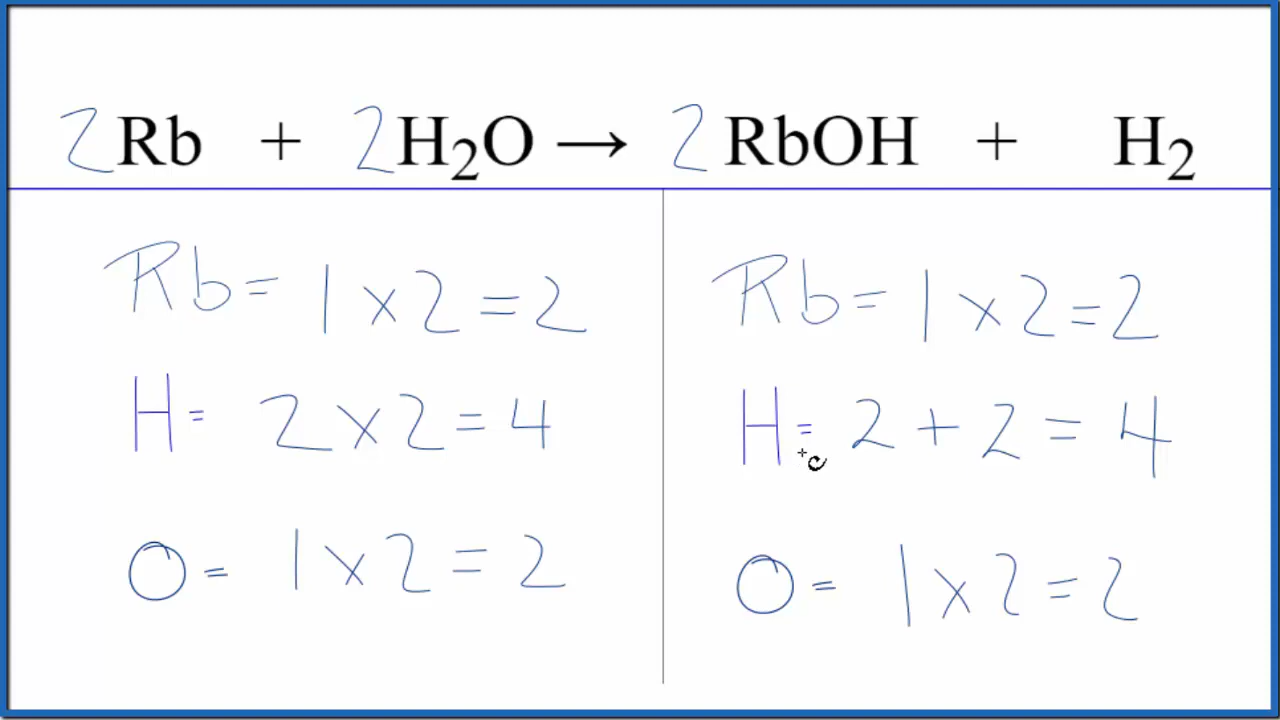 2Rb + 2H₂O → 2RbOH + H₂
Rb = 1 x 2 = 2
H = 2 x 2 = 4
O = 1 x 2 = 2
Rb = 1 x 2 = 2
H = 2 + 2 = 4
O = 1 x 2 = 2